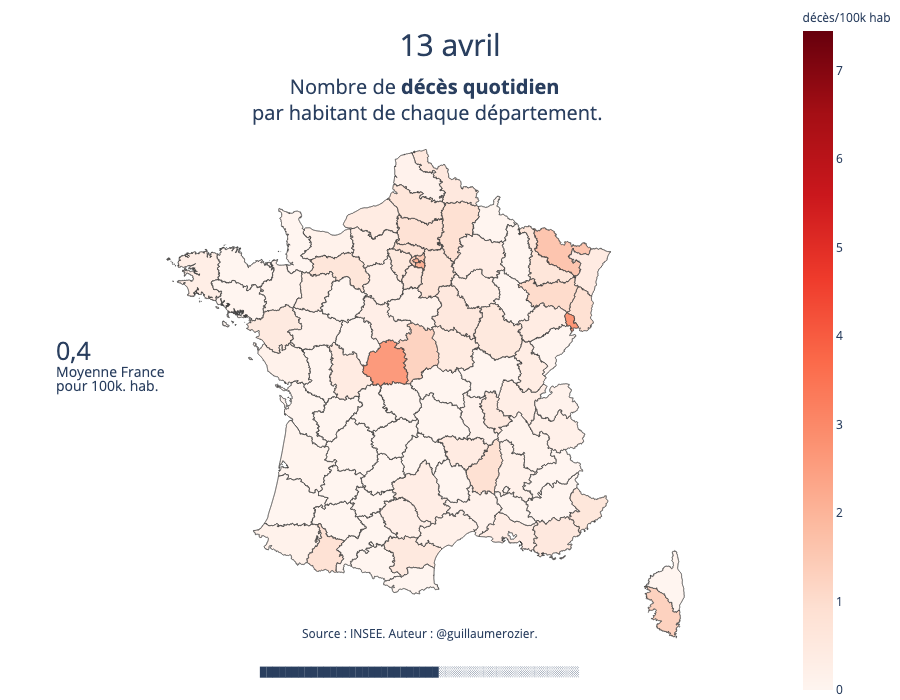 décès/100k hab
13 avril
Nombre de décès quotidien
par habitant de chaque département.
7
6
5
4
3
2
1
0
0,4
Moyenne France
pour 100k. hab.
Source : INSEE. Auteur : @guillaumerozier.